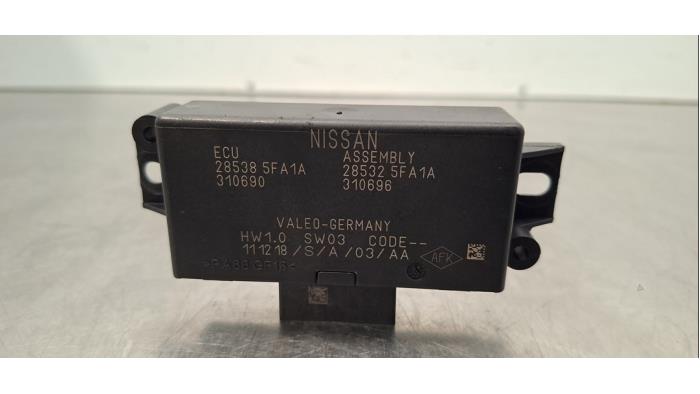 NISSAN
ECU ASSEMBLY
28538 5FA1A 28532 5FA1A
310690 310696
VALEO-GERMANY
HW1.0 SW03 CODE--
111218/S/A/03/AA
AFK